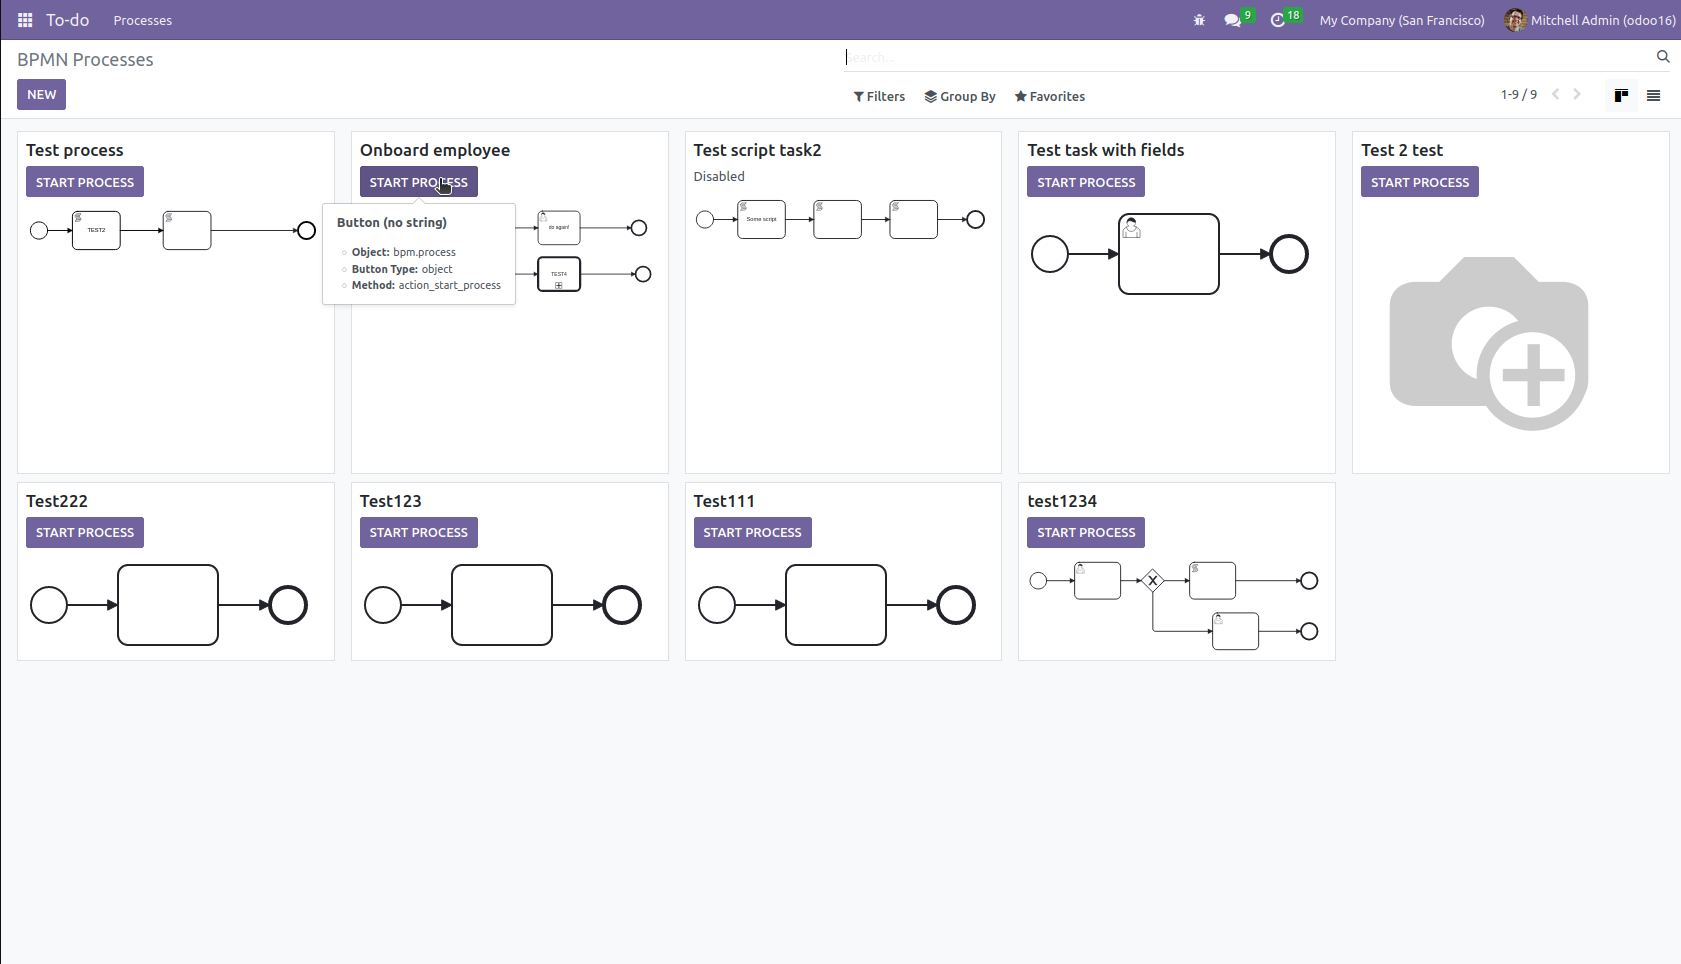 To-do Processes 9 18 My Company (San Francisco) Mitchell Admin (odoo16)
BPMN Processes
Search...
NEW
Filters Group By Favorites 1-9 / 9
Test process
START PROCESS
TEST2
Onboard employee
START PROCESS
Button (no string)
Object: bpm.process
Button Type: object
Method: action_start_process
do again!
TEST4
Test script task2
Disabled
Some script
Test task with fields
START PROCESS
Test 2 test
START PROCESS
Test222
START PROCESS
Test123
START PROCESS
Test111
START PROCESS
test1234
START PROCESS